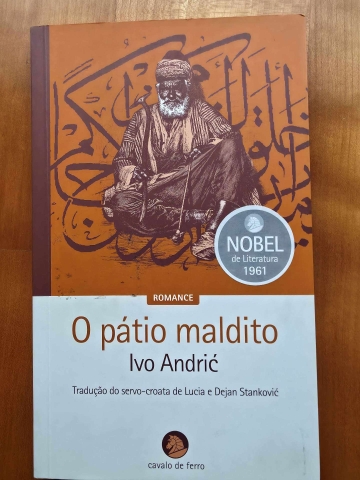 NOBEL
de Literatura
1961
ROMANCE
O pátio maldito
Ivo Andrić
Tradução do servo-croata de Lucia e Dejan Stanković
cavalo de ferro